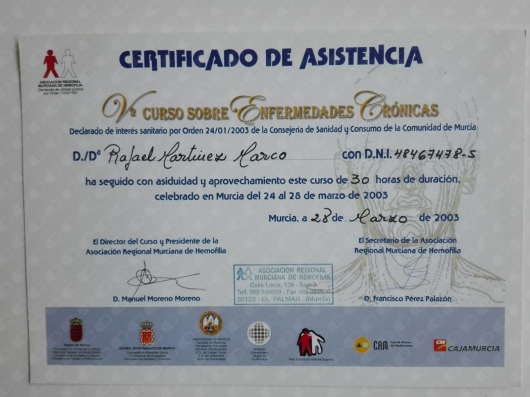 ASOCIACIÓN REGIONAL
MURCIANA DE HEMOFILIA
CERTIFICADO DE ASISTENCIA
Vº CURSO SOBRE ENFERMEDADES CRÓNICAS
Declarado de interés sanitario por Orden 24/01/2003 de la Consejería de Sanidad y Consumo de la Comunidad de Murcia
D./Dª Rafael Martínez Marco con D.N.I. 48467478-S
ha seguido con asiduidad y aprovechamiento este curso de 30 horas de duración,
celebrado en Murcia del 24 al 28 de marzo de 2003
Murcia, a 28 de Marzo de 2003
El Director del Curso y Presidente de la
Asociación Regional Murciana de Hemofilia
El Secretario de la Asociación
Regional Murciana de Hemofilia
ASOCIACION REGIONAL
MURCIANA DE HEMOFILIA
30120 - EL PALMAR (Murcia)
D. Manuel Moreno Moreno
D. Francisco Pérez Palazón
CAM
CAJAMURCIA